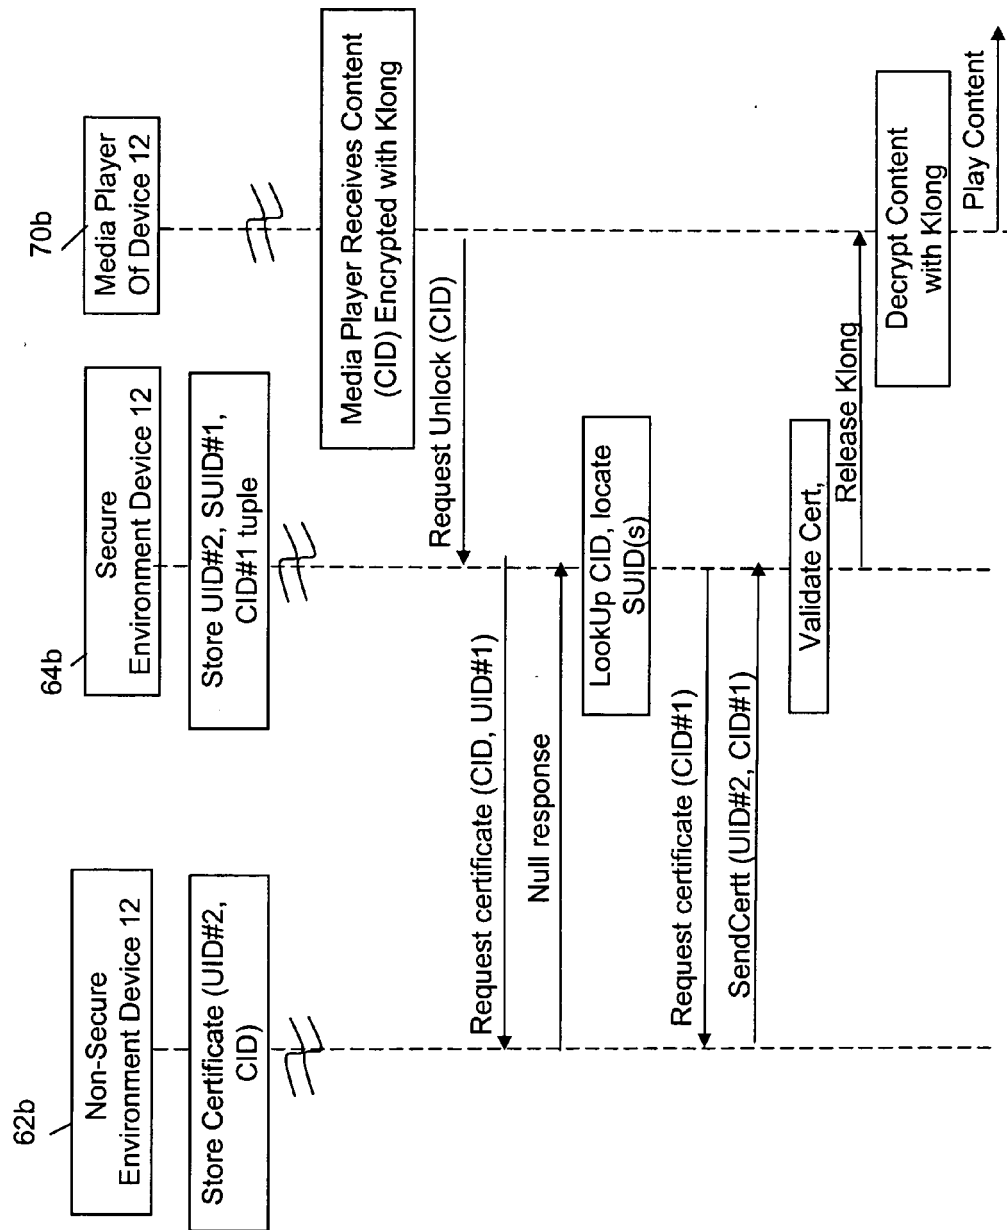 62b
Non-Secure
Environment Device 12
64b
Secure
Environment Device 12
70b
Media Player
Of Device 12
Store Certificate (UID#2,
CID)
Store UID#2, SUID#1,
CID#1 tuple
Media Player Receives Content
(CID) Encrypted with Klong
Request Unlock (CID)
Request certificate (CID, UID#1)
Null response
LookUp CID, locate
SUID(s)
Request certificate (CID#1)
SendCertt (UID#2, CID#1)
Validate Cert,
Release Klong
Decrypt Content
with Klong
Play Content